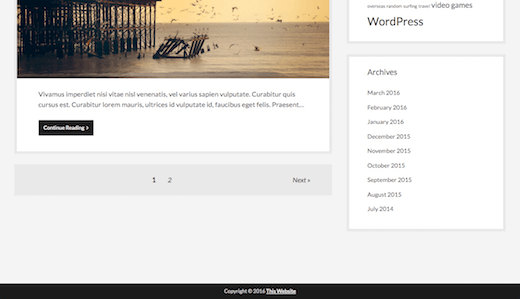 overseas random surfing travel video games
WordPress
Archives
March 2016
February 2016
January 2016
December 2015
November 2015
October 2015
September 2015
August 2015
July 2014
Vivamus imperdiet nisi vitae nisl venenatis, vel varius sapien vulputate. Curabitur quis
cursus est. Curabitur lorem mauris, ultrices id vulputate id, faucibus eget felis. Praesent...
Continue Reading >
1 2 Next »
Copyright © 2016 This Website